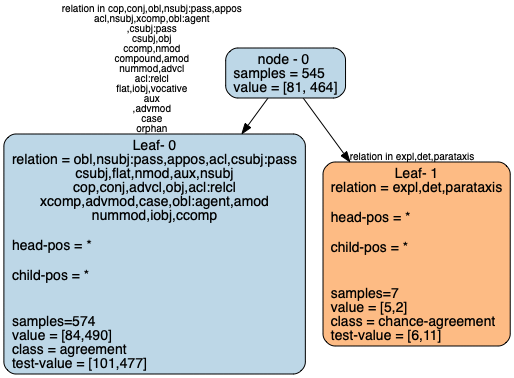 relation in cop,conj,obl,nsubj:pass,appos
acl,nsubj,xcomp,obl:agent
,csubj:pass
csubj,obj
ccomp,nmod
compound,amod
nummod,advcl
acl:relcl
flat,iobj,vocative
aux
,advmod
case
orphan
node - 0
samples = 545
value = [81, 464]
Leaf- 0
relation = obl,nsubj:pass,appos,acl,csubj:pass
csubj,flat,nmod,aux,nsubj
cop,conj,advcl,obj,acl:relcl
xcomp,advmod,case,obl:agent,amod
nummod,iobj,ccomp
head-pos = *
child-pos = *
samples=574
value = [84,490]
class = agreement
test-value = [101,477]
relation in expl,det,parataxis
Leaf- 1
relation = expl,det,parataxis
head-pos = *
child-pos = *
samples=7
value = [5,2]
class = chance-agreement
test-value = [6,11]